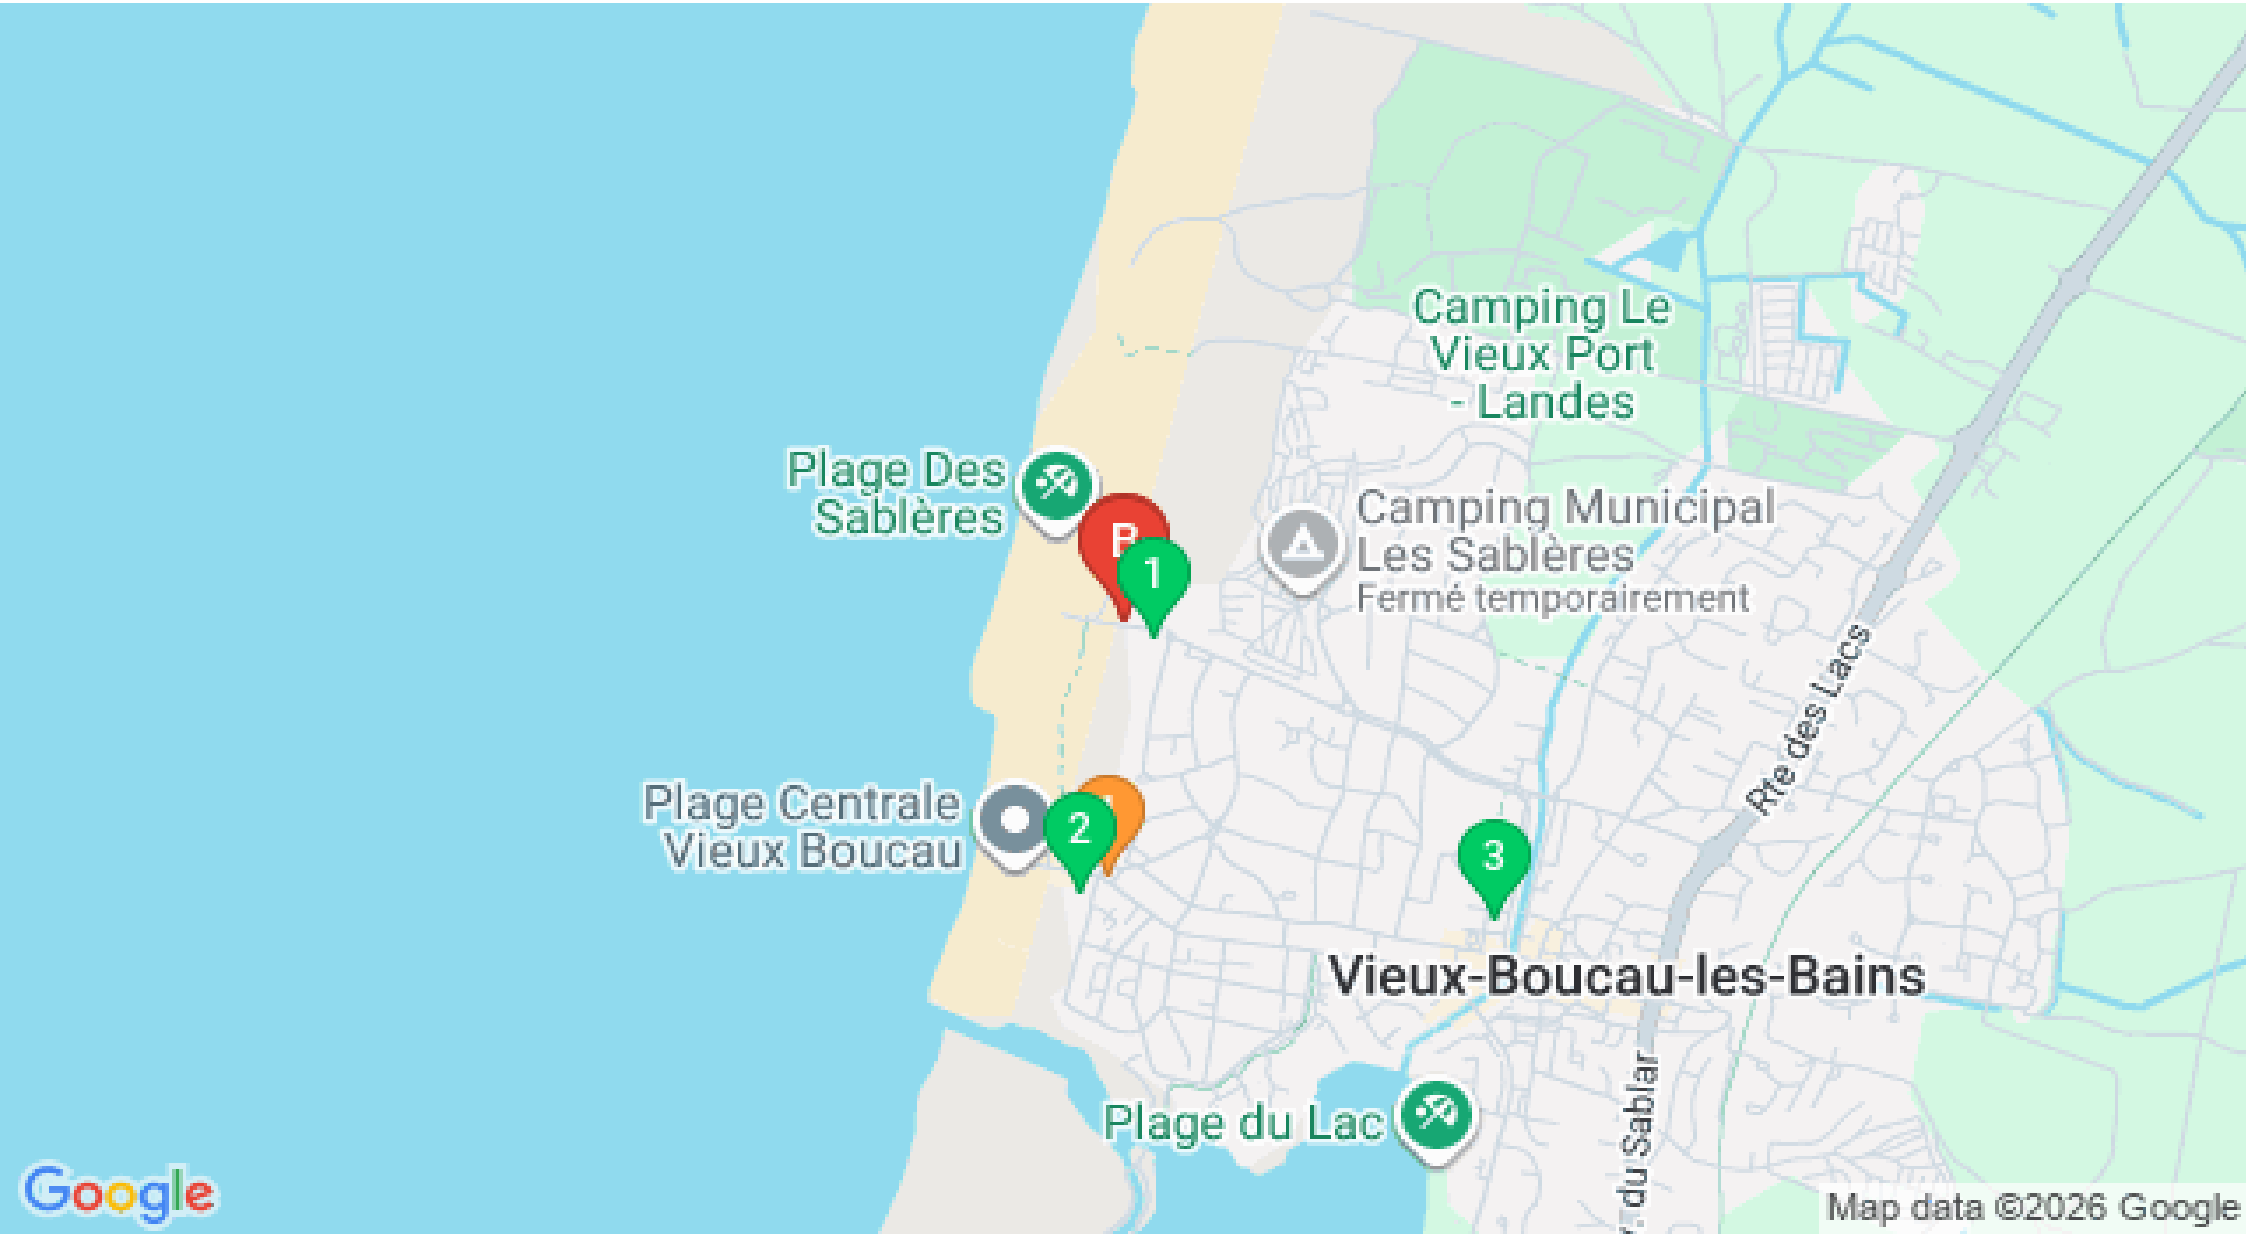 Camping Le
Vieux Port
- Landes
Plage Des
Sablères
B
1
Camping Municipal
Les Sablères
Fermé temporairement
Rte des Lacs
Plage Centrale
Vieux Boucau
2
3
Vieux-Boucau-les-Bains
Plage du Lac
du Sablar
Google
Map data ©2026 Google